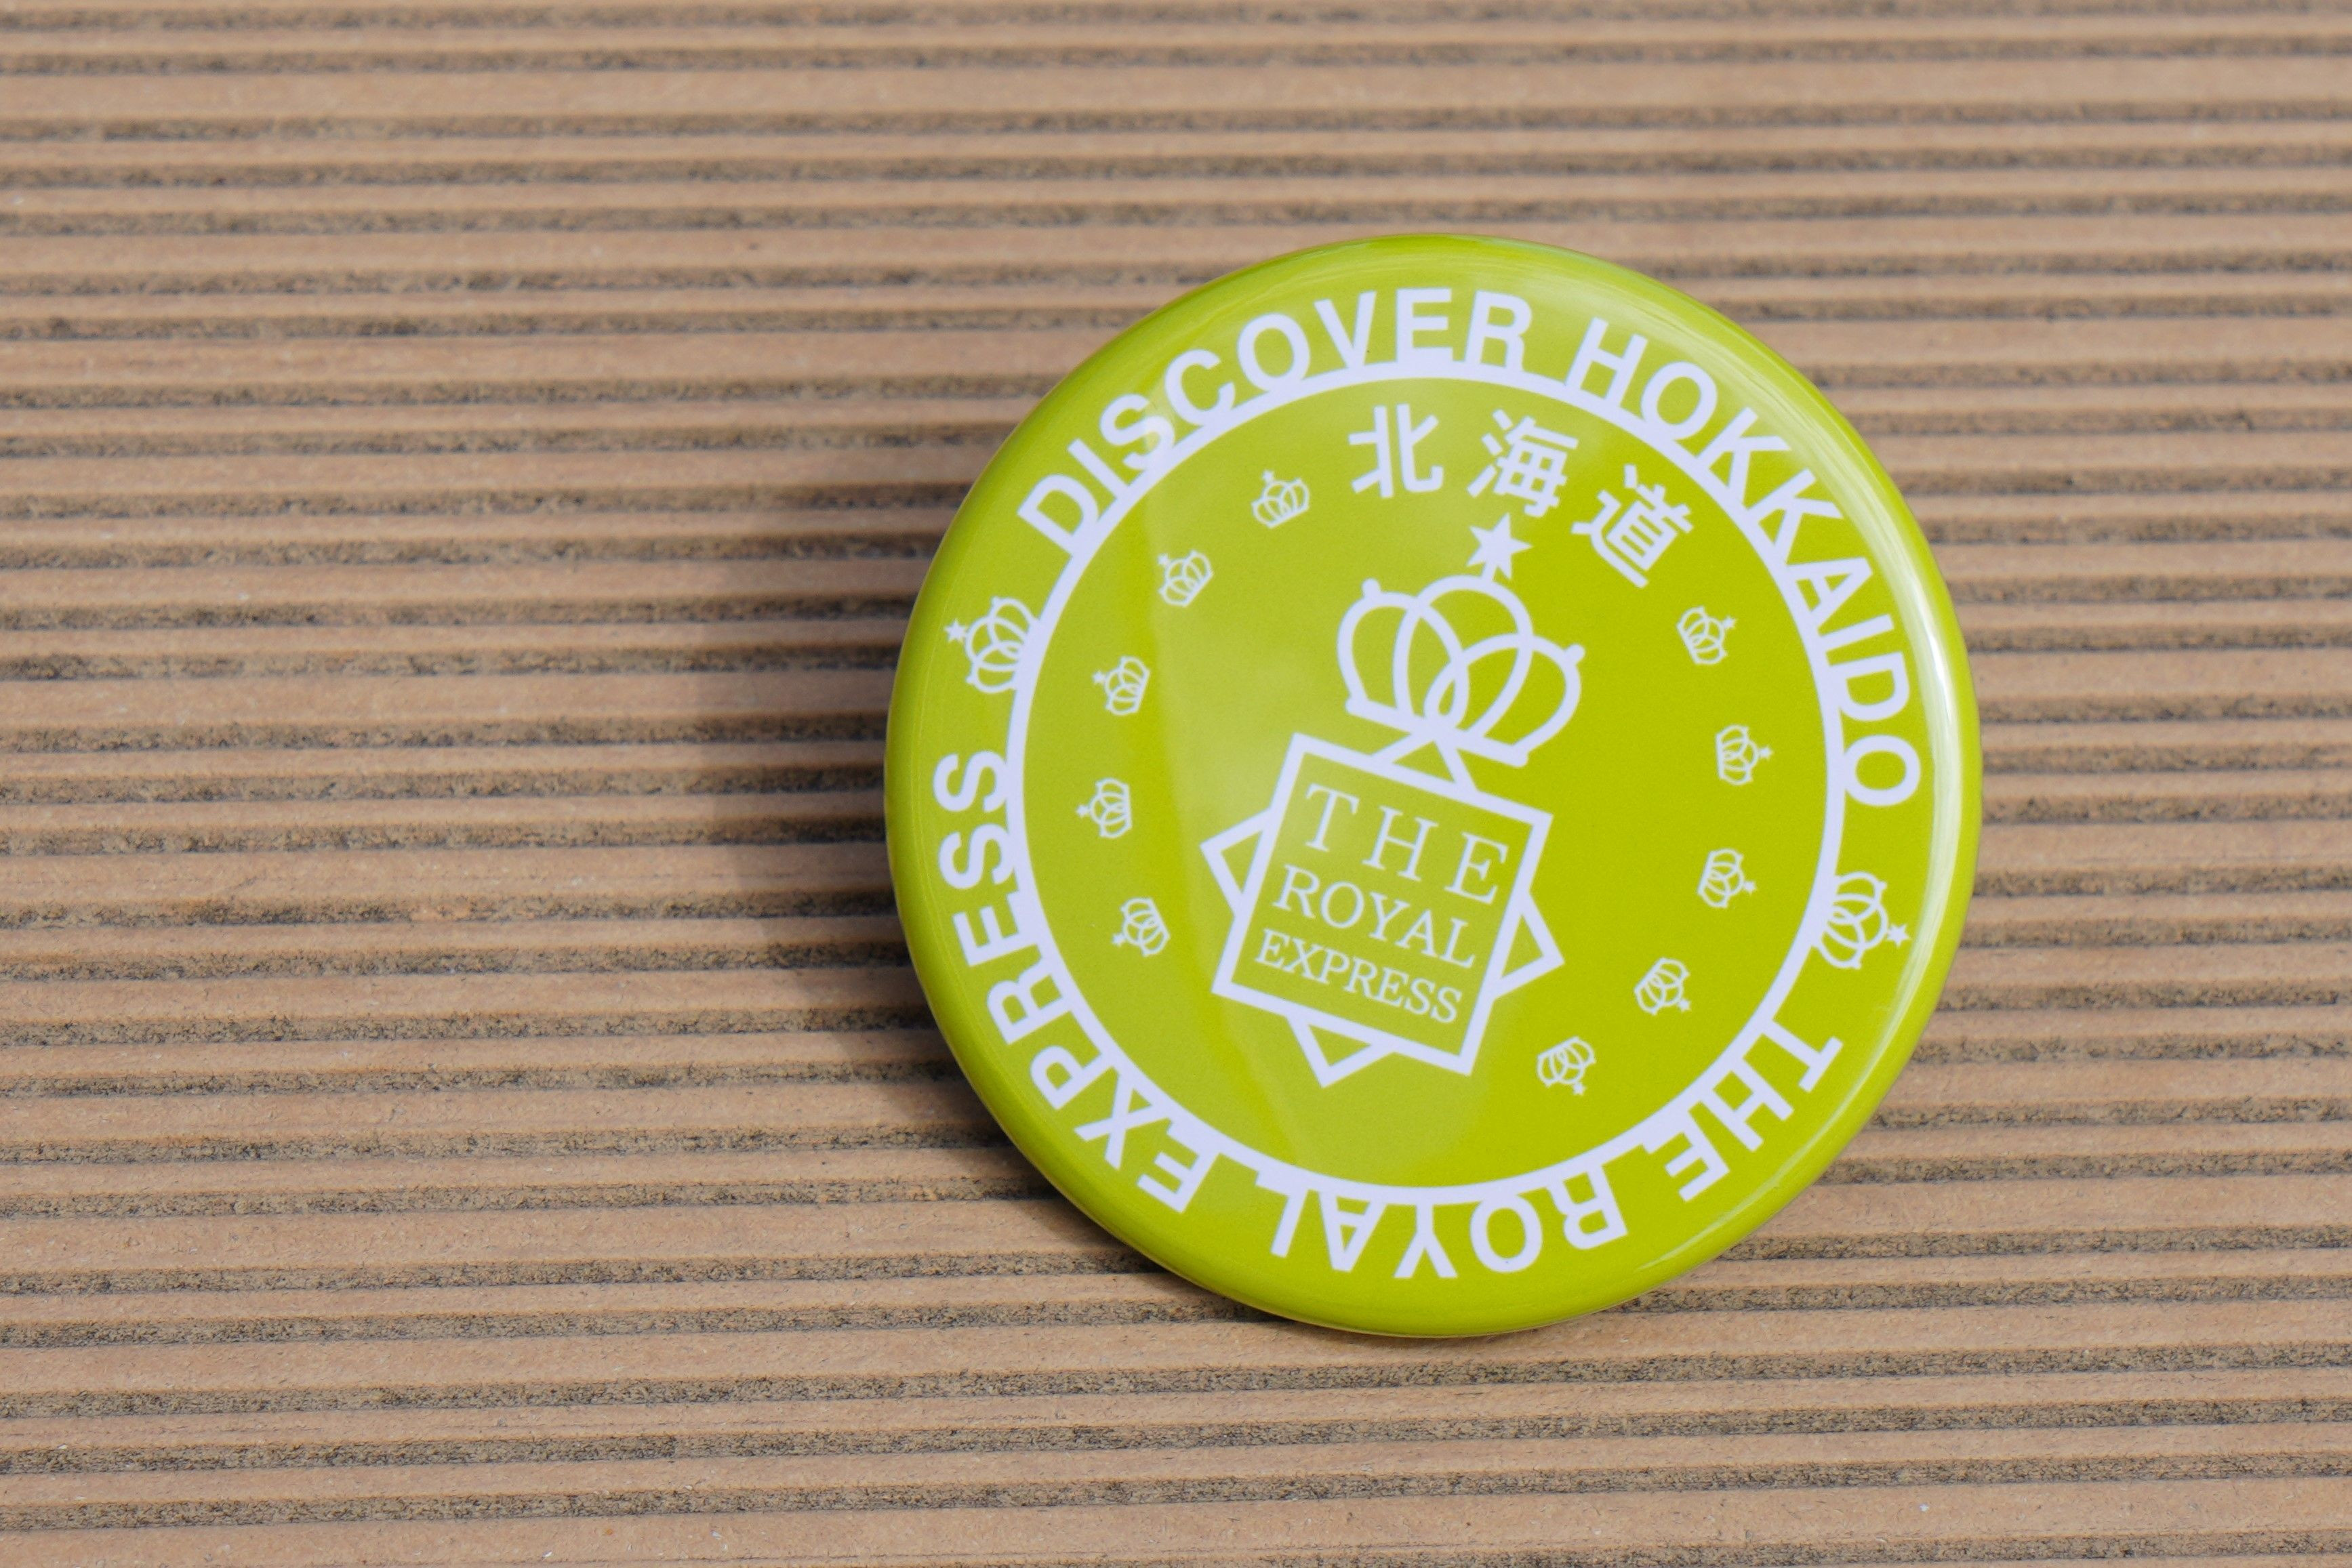 DISCOVER HOKKAIDO
北海道
THE
ROYAL
EXPRESS
THE ROYAL EXPRESS